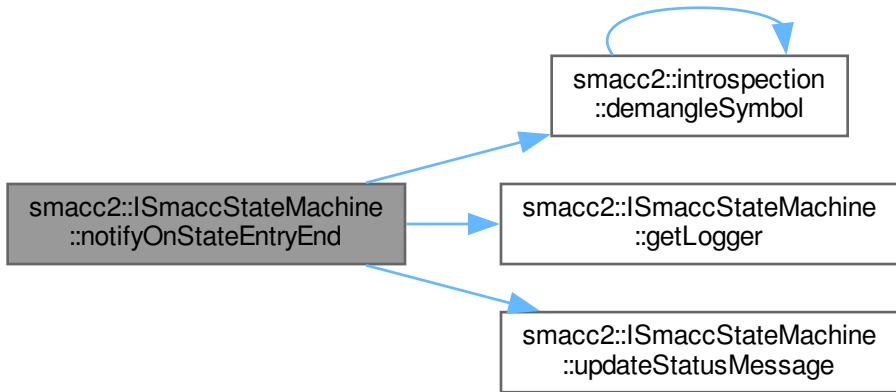 smacc2::introspection
::demangleSymbol
smacc2::ISmaccStateMachine
::notifyOnStateEntryEnd
smacc2::ISmaccStateMachine
::getLogger
smacc2::ISmaccStateMachine
::updateStatusMessage